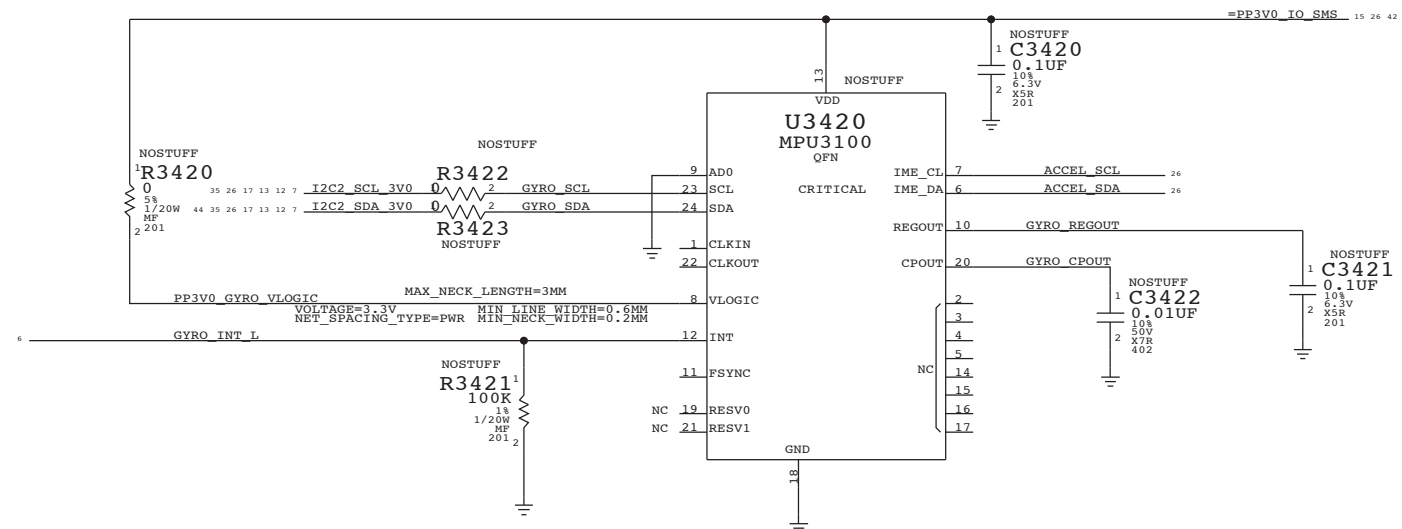 =PP3V0_IO_SMS 15 26 42
NOSTUFF
1 C3420
0.1UF
10%
6.3V
2 X5R
201
13
NOSTUFF
VDD
U3420
MPU3100
QFN
CRITICAL
NOSTUFF
1 R3420
0
5%
1/20W
MF
2 201
NOSTUFF
R3422
35 26 17 13 12 7 I2C2_SCL_3V0 1 0 2 GYRO_SCL
44 35 26 17 13 12 7 I2C2_SDA_3V0 1 0 2 GYRO_SDA
R3423
NOSTUFF
9 AD0
23 SCL
24 SDA
1 CLKIN
22 CLKOUT
8 VLOGIC
12 INT
11 FSYNC
NC 19 RESV0
NC 21 RESV1
IME_CL 7 ACCEL_SCL 26
IME_DA 6 ACCEL_SDA 26
REGOUT 10 GYRO_REGOUT
CPOUT 20 GYRO_CPOUT
NC
2
3
4
5
14
15
16
17
GND
18
PP3V0_GYRO_VLOGIC MAX_NECK_LENGTH=3MM
VOLTAGE=3.3V MIN_LINE_WIDTH=0.6MM
NET_SPACING_TYPE=PWR MIN_NECK_WIDTH=0.2MM
6 GYRO_INT_L
NOSTUFF
R3421 1
100K
1%
1/20W
MF
201 2
NOSTUFF
1 C3422
0.01UF
10%
50V
2 X7R
402
NOSTUFF
1 C3421
0.1UF
10%
6.3V
2 X5R
201